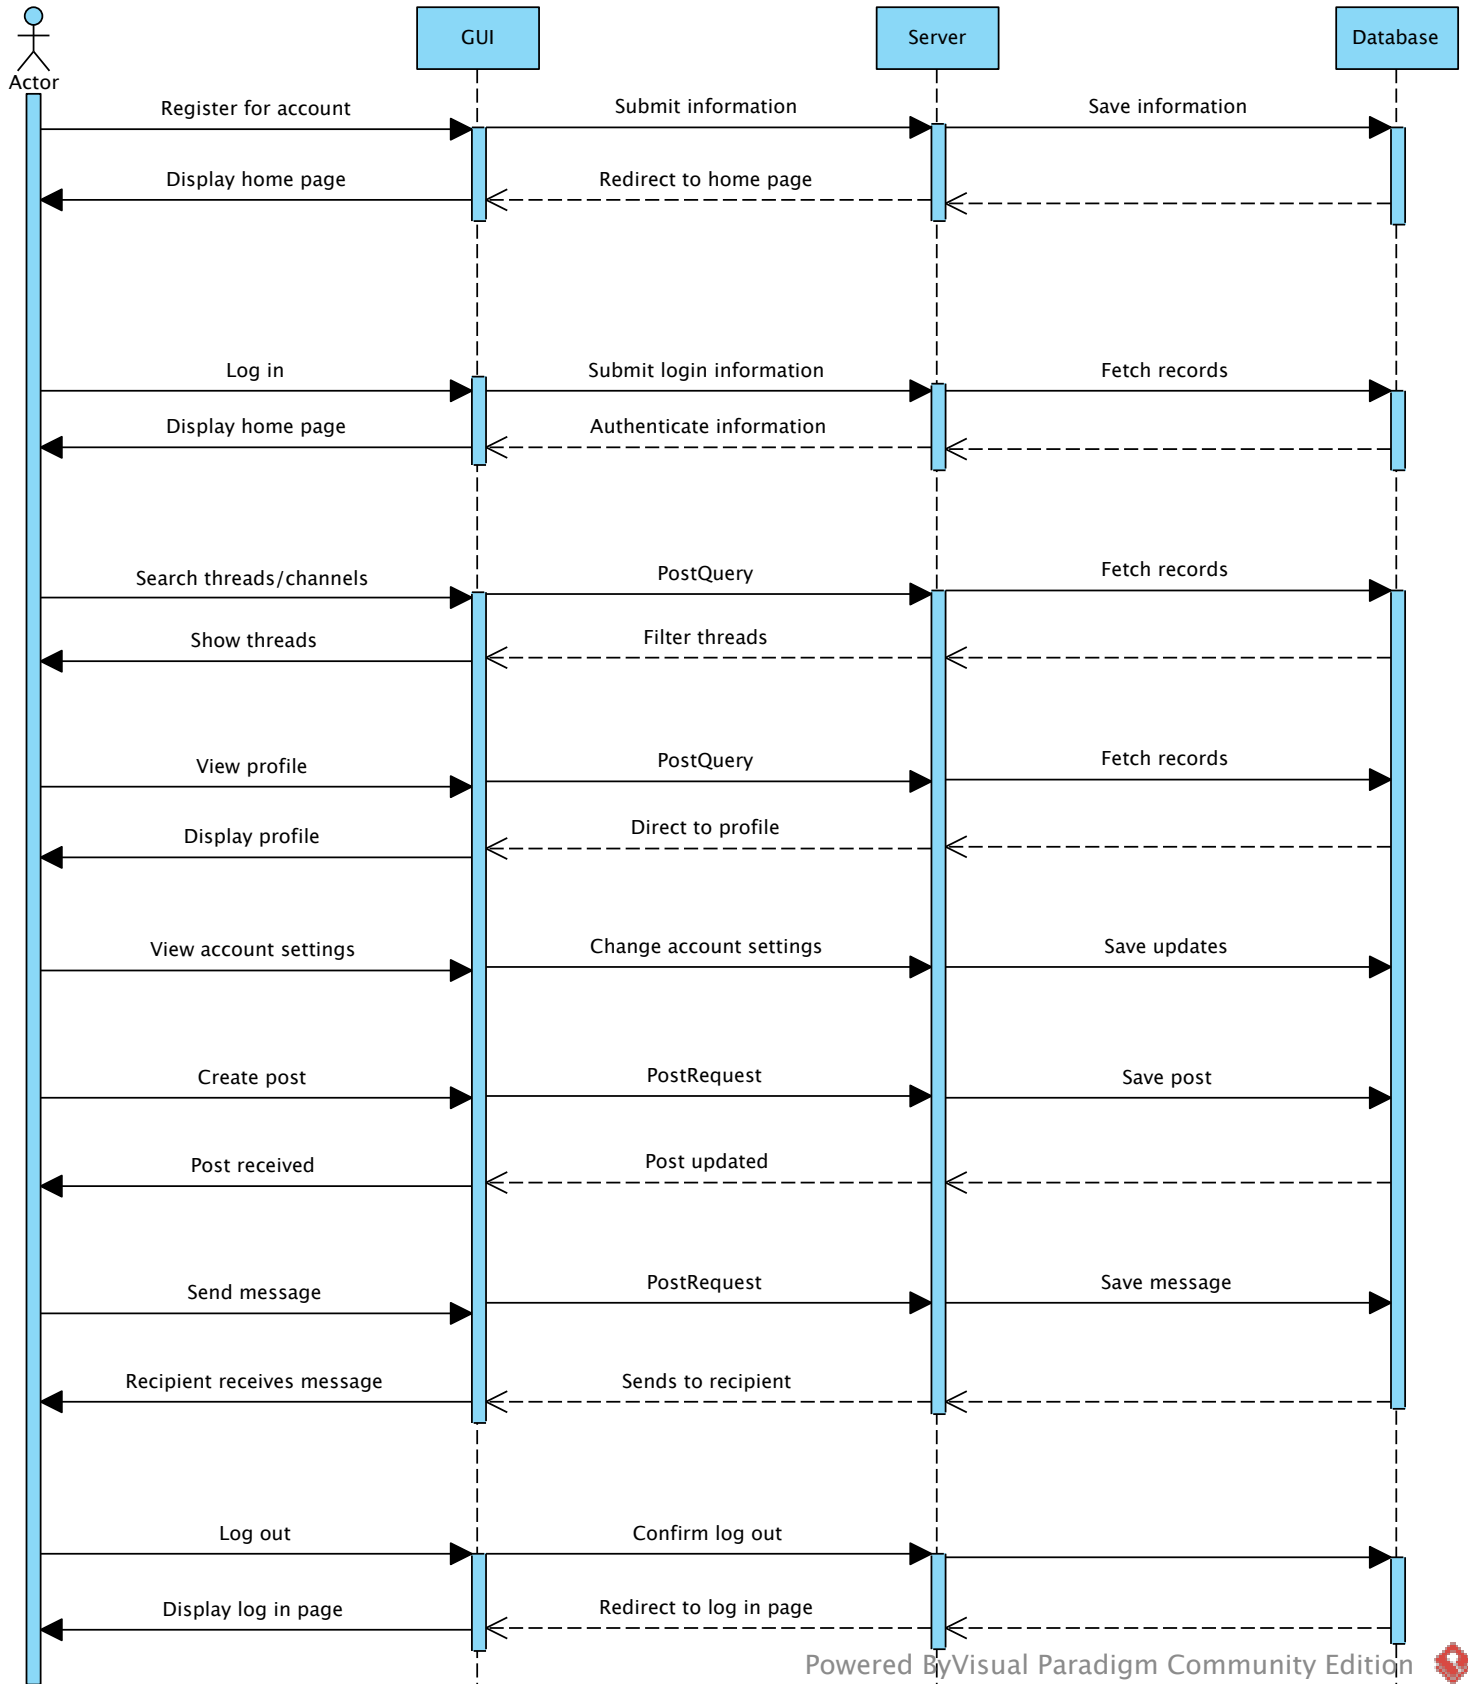 Actor
GUI
Server
Database
Register for account
Submit information
Save information
Display home page
Redirect to home page
Log in
Submit login information
Fetch records
Display home page
Authenticate information
Search threads/channels
PostQuery
Fetch records
Show threads
Filter threads
View profile
PostQuery
Fetch records
Display profile
Direct to profile
View account settings
Change account settings
Save updates
Create post
PostRequest
Save post
Post received
Post updated
Send message
PostRequest
Save message
Recipient receives message
Sends to recipient
Log out
Confirm log out
Display log in page
Redirect to log in page
Powered ByVisual Paradigm Community Edition